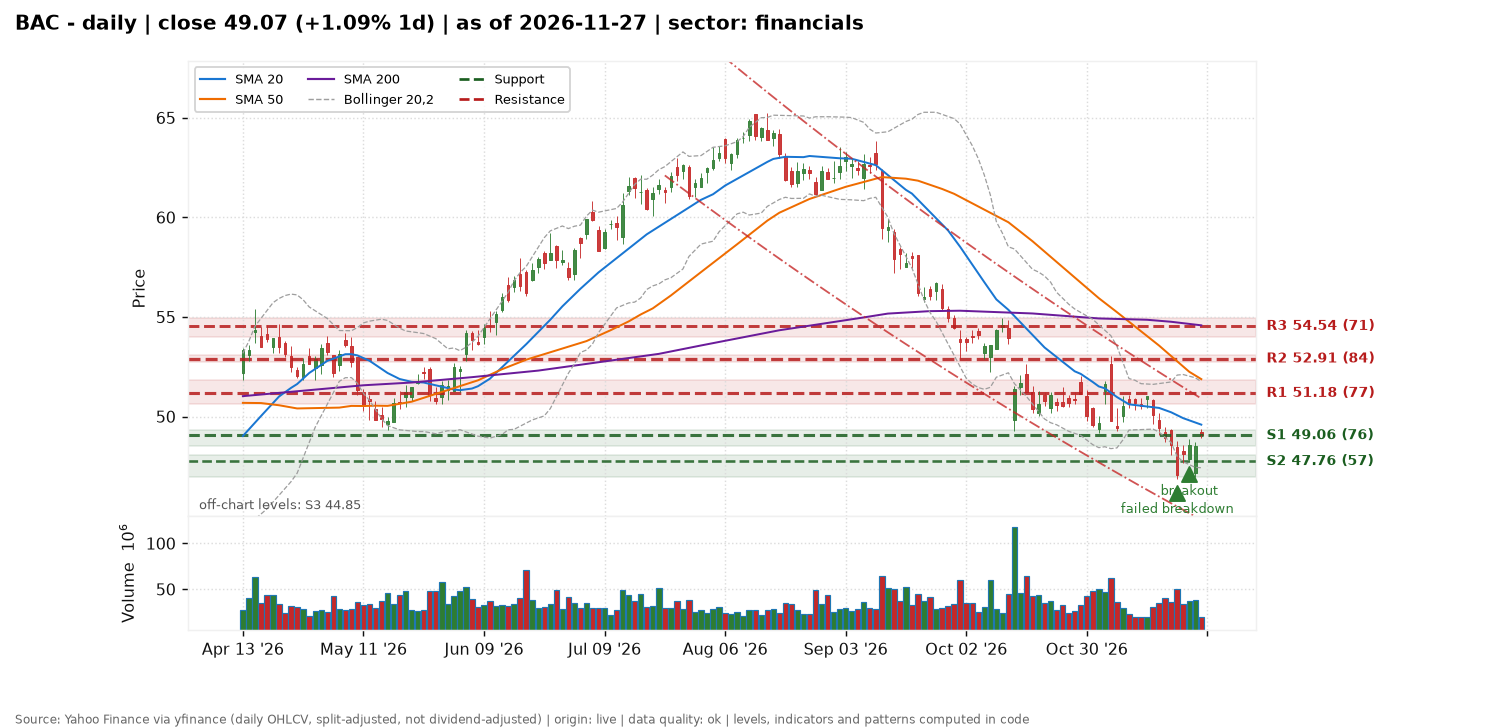 BAC - daily | close 49.07 (+1.09% 1d) | as of 2026-11-27 | sector: financials
SMA 20
SMA 50
SMA 200
Bollinger 20,2
Support
Resistance
Price
65
60
55
50
R3 54.54 (71)
R2 52.91 (84)
R1 51.18 (77)
S1 49.06 (76)
S2 47.76 (57)
breakout
failed breakdown
off-chart levels: S3 44.85
Volume 10⁶
100
50
Apr 13 '26 May 11 '26 Jun 09 '26 Jul 09 '26 Aug 06 '26 Sep 03 '26 Oct 02 '26 Oct 30 '26
Source: Yahoo Finance via yfinance (daily OHLCV, split-adjusted, not dividend-adjusted) | origin: live | data quality: ok | levels, indicators and patterns computed in code